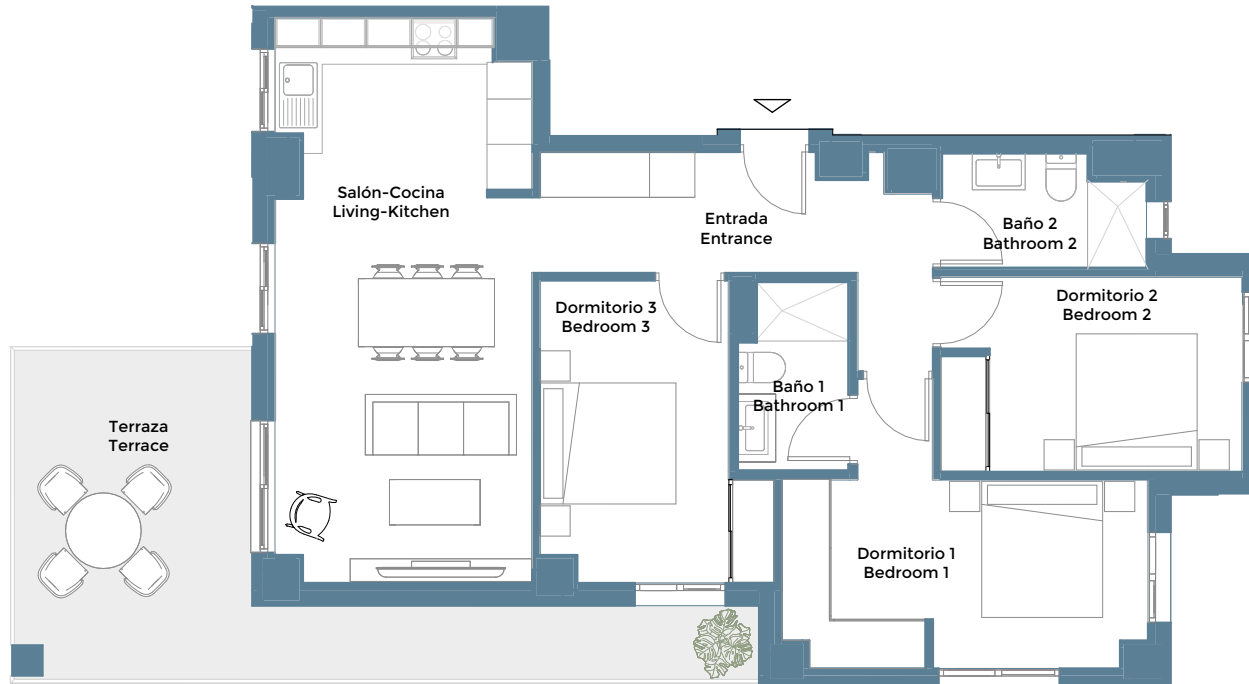 Salón-Cocina
Living-Kitchen
Entrada
Entrance
Baño 2
Bathroom 2
Dormitorio 3
Bedroom 3
Dormitorio 2
Bedroom 2
Baño 1
Bathroom 1
Terraza
Terrace
Dormitorio 1
Bedroom 1